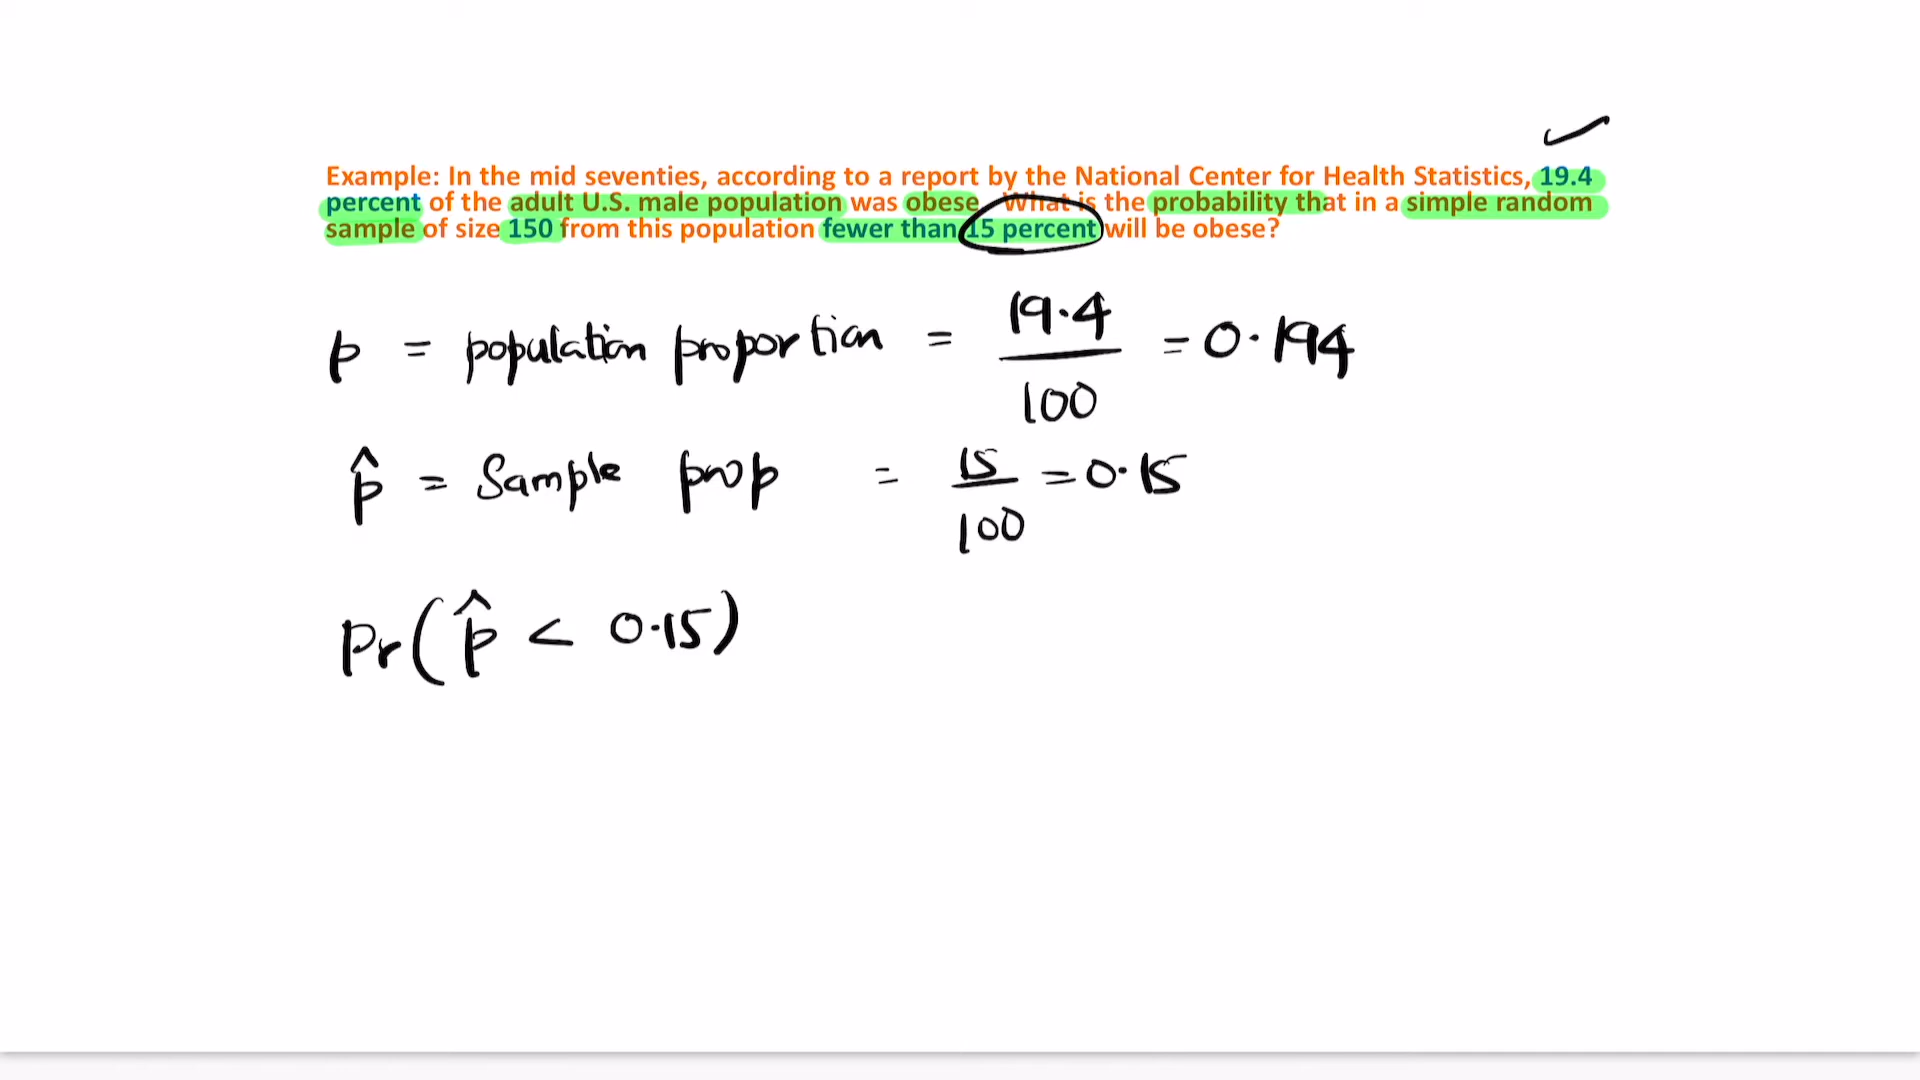 Example: In the mid seventies, according to a report by the National Center for Health Statistics, 19.4
percent of the adult U.S. male population was obese. What is the probability that in a simple random
sample of size 150 from this population fewer than 15 percent will be obese?
p = population proportion = 19.4/100 = 0.194
p̂ = Sample prop = 15/100 = 0.15
Pr(p̂ < 0.15)